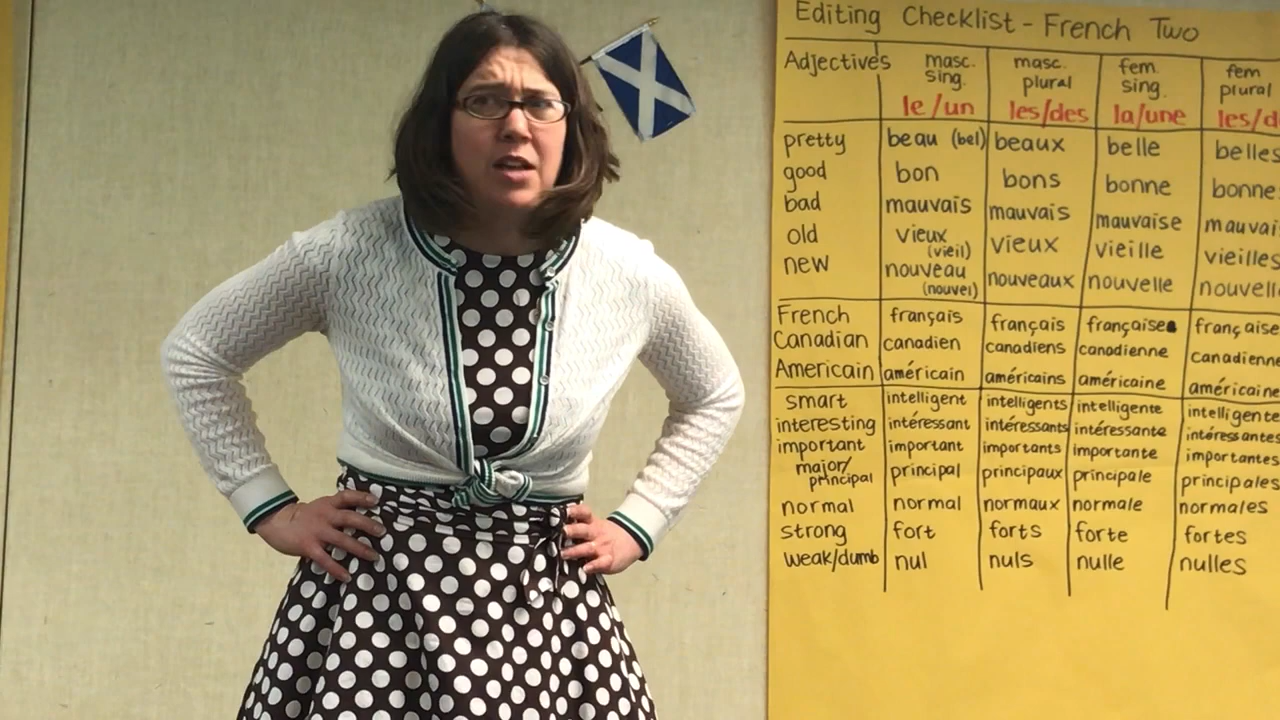 Editing Checklist - French Two
Adjectives masc. sing. le/un masc. plural les/des fem. sing. la/une fem plural les/d
pretty beau (bel) beaux belle belles
good bon bons bonne bonne
bad mauvais mauvais mauvaise mauvai
old vieux (vieil) vieux vieille vieilles
new nouveau (nouvel) nouveaux nouvelle nouvell
French français français française française
Canadian canadien canadiens canadienne canadienne
Americain américain américains américaine américaine
smart intelligent intelligents intelligente intelligente
interesting intéressant intéressants intéressante intéressantes
important important importants importante importantes
major/principal principal principaux principale principales
normal normal normaux normale normales
strong fort forts forte fortes
weak/dumb nul nuls nulle nulles